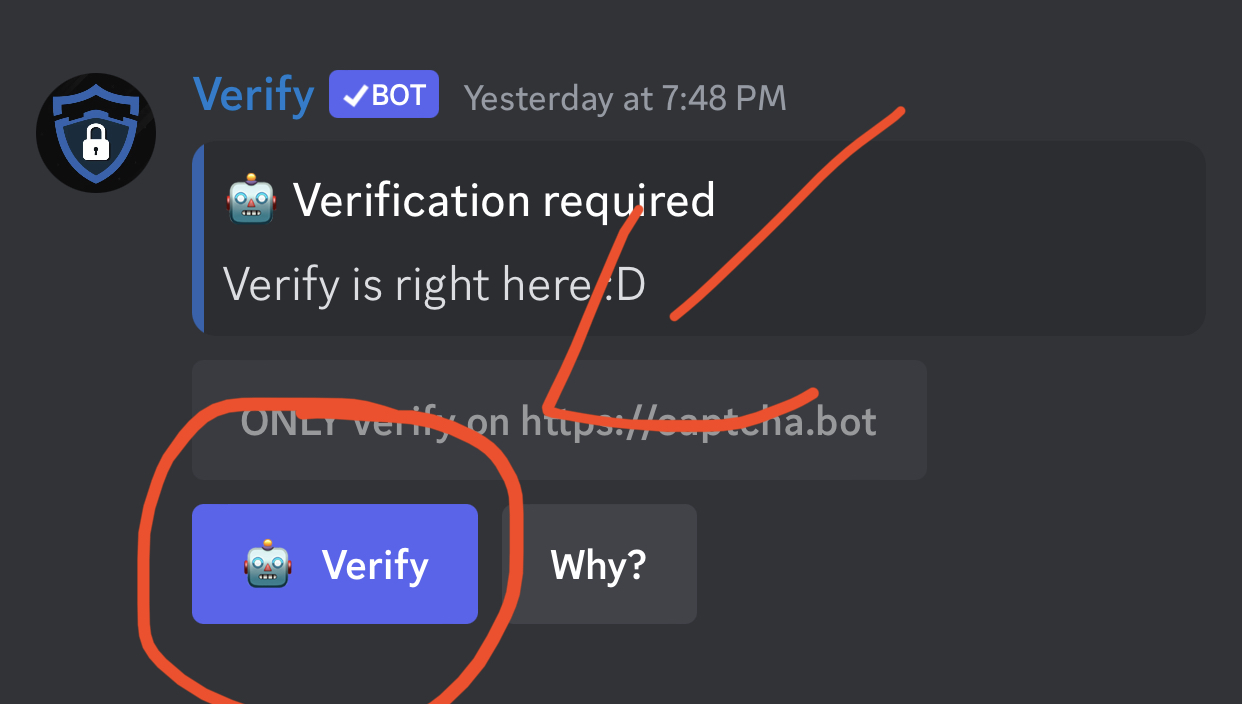 Verify ✓BOT Yesterday at 7:48 PM
🤖 Verification required
Verify is right here :D
ONLY verify on https://captcha.bot
🤖 Verify Why?